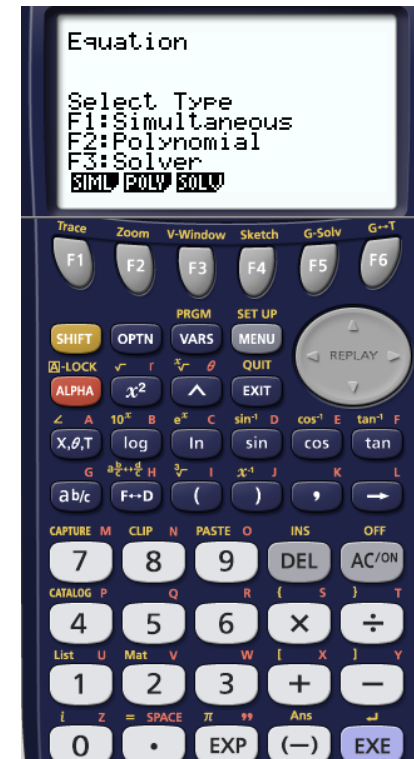 Equation
Select Type
F1:Simultaneous
F2:Polynomial
F3:Solver
SIML POLY SOLV
Trace Zoom V-Window Sketch G-Solv G↔T
F1 F2 F3 F4 F5 F6
PRGM SET UP
SHIFT OPTN VARS MENU REPLAY
A-LOCK √ r ˣ√ θ QUIT
ALPHA x² ^ EXIT
∠ A 10ˣ B eˣ C sin⁻¹ D cos⁻¹ E tan⁻¹ F
X,θ,T log ln sin cos tan
G a b/c↔d/c H ³√ I x⁻¹ J K L
a b/c F↔D ( ) , →
CAPTURE M CLIP N PASTE O INS OFF
7 8 9 DEL AC/ON
CATALOG P Q R { S } T
4 5 6 × ÷
List U Mat V W [ X ] Y
1 2 3 + −
i Z = SPACE π " Ans ↵
0 . EXP (−) EXE